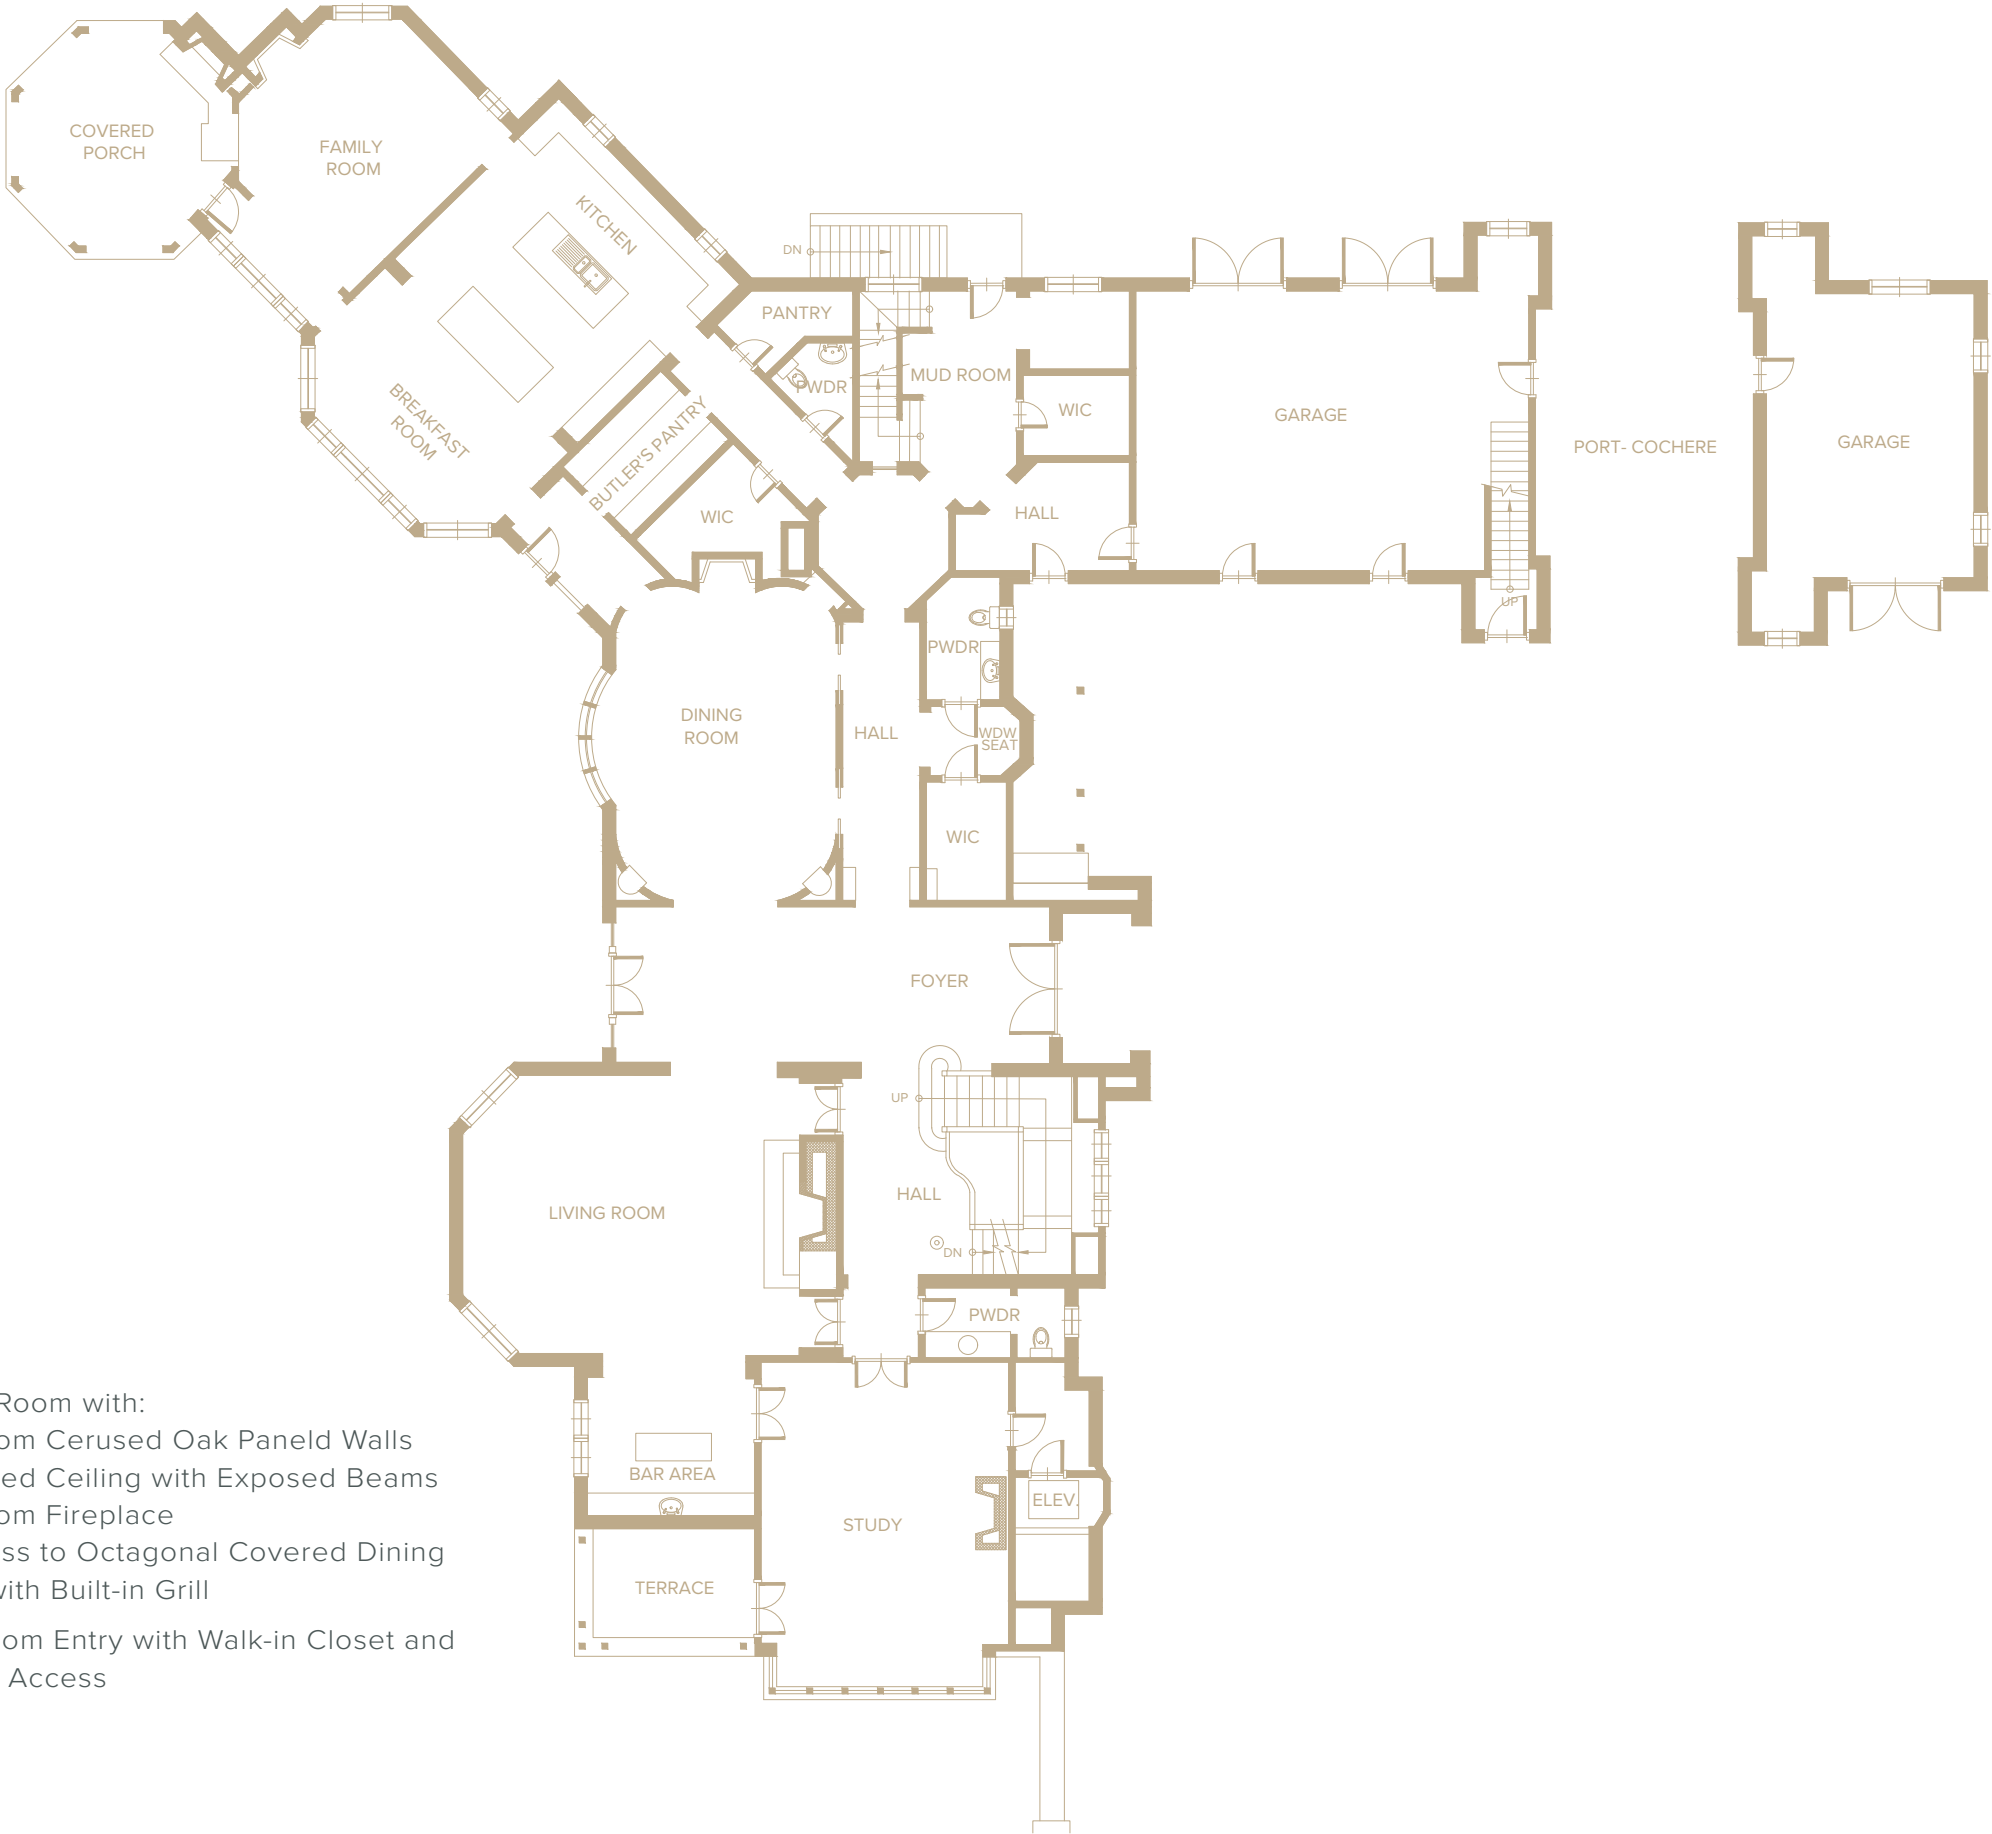 COVERED
PORCH
FAMILY
ROOM
KITCHEN
DN
PANTRY
PWDR
MUD ROOM
WIC
GARAGE
PORT- COCHERE
GARAGE
BREAKFAST
ROOM
BUTLER'S PANTRY
WIC
HALL
UP
PWDR
DINING
ROOM
HALL
WDW
SEAT
WIC
FOYER
UP
HALL
LIVING ROOM
DN
PWDR
BAR AREA
ELEV.
STUDY
TERRACE
Room with:
om Cerused Oak Paneld Walls
ed Ceiling with Exposed Beams
om Fireplace
ss to Octagonal Covered Dining
with Built-in Grill
oom Entry with Walk-in Closet and
Access